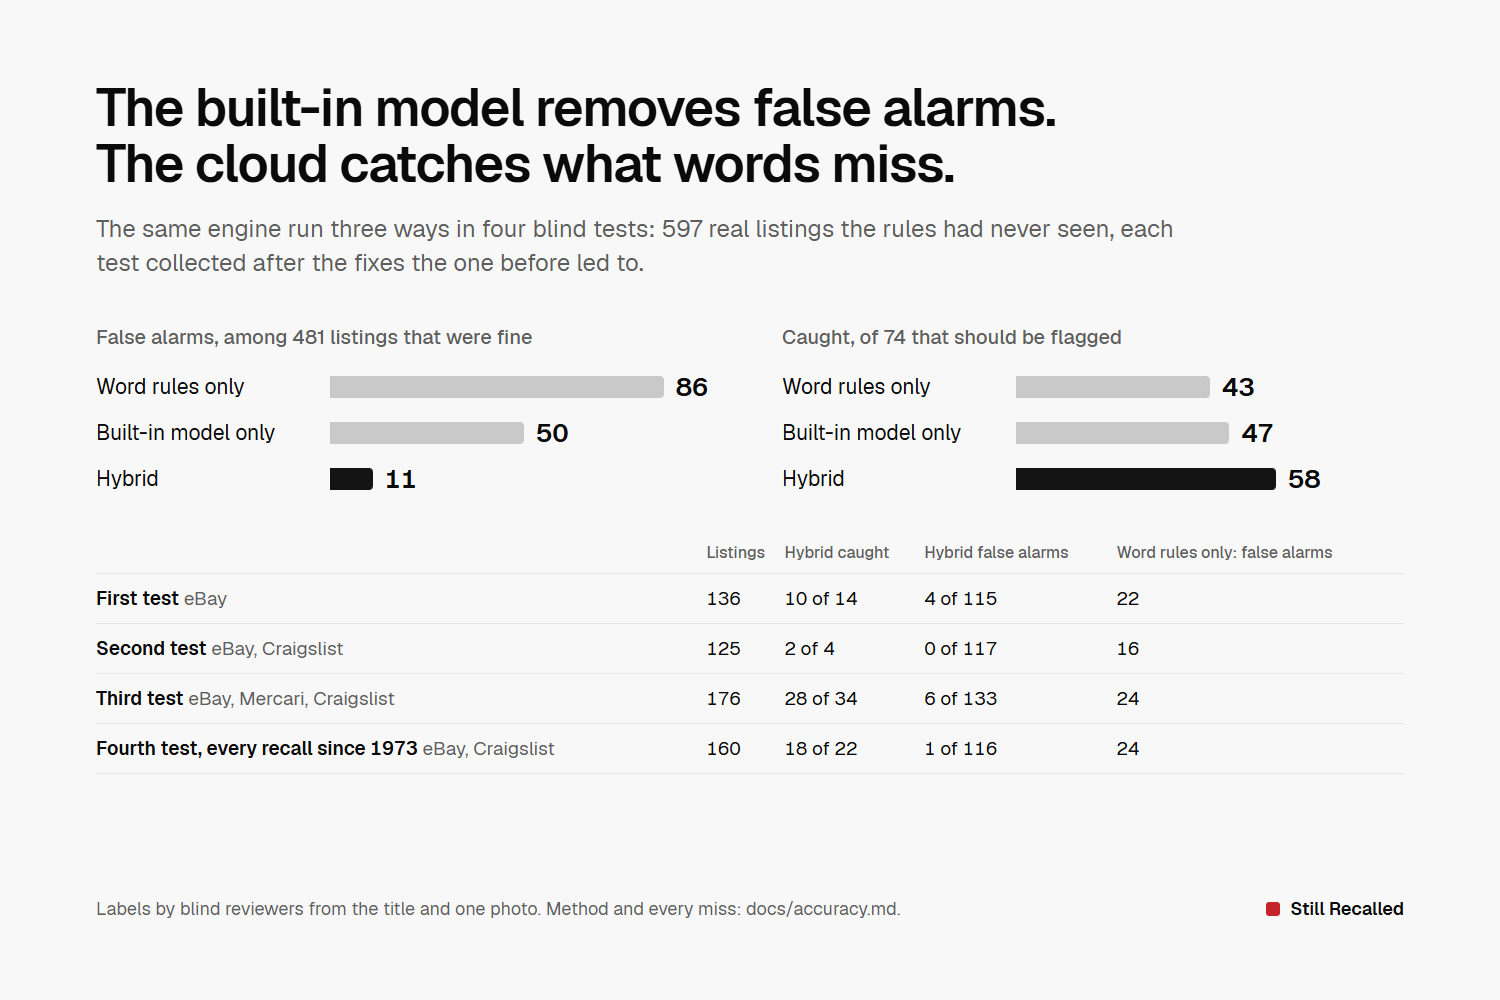 The built-in model removes false alarms.
The cloud catches what words miss.
The same engine run three ways in four blind tests: 597 real listings the rules had never seen, each
test collected after the fixes the one before led to.
False alarms, among 481 listings that were fine
Word rules only 86
Built-in model only 50
Hybrid 11
Caught, of 74 that should be flagged
Word rules only 43
Built-in model only 47
Hybrid 58
Listings Hybrid caught Hybrid false alarms Word rules only: false alarms
First test eBay 136 10 of 14 4 of 115 22
Second test eBay, Craigslist 125 2 of 4 0 of 117 16
Third test eBay, Mercari, Craigslist 176 28 of 34 6 of 133 24
Fourth test, every recall since 1973 eBay, Craigslist 160 18 of 22 1 of 116 24
Labels by blind reviewers from the title and one photo. Method and every miss: docs/accuracy.md.
Still Recalled